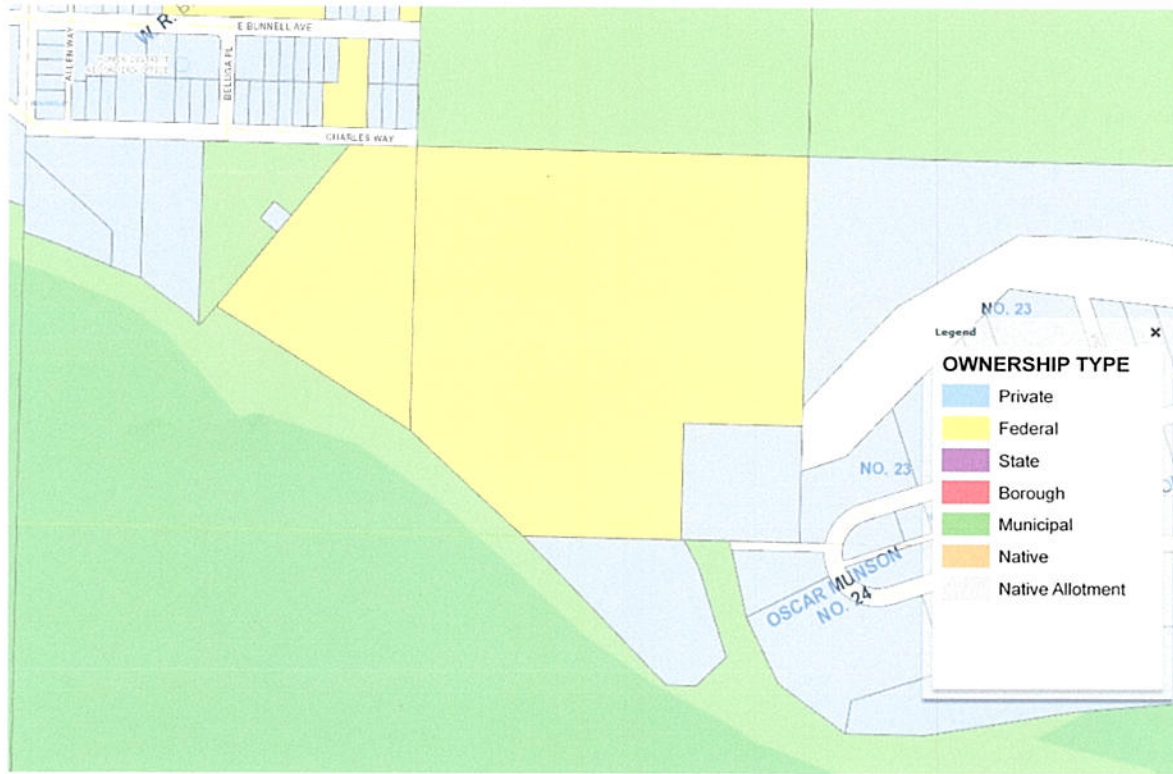 W. R. B
E BUNNELL AVE
ALLEN WAY
BELUGA PL
CHARLES WAY
NO. 23
Legend
×
OWNERSHIP TYPE
Private
Federal
State
Borough
Municipal
Native
Native Allotment
NO. 23
OSCAR MUNSON
NO. 24